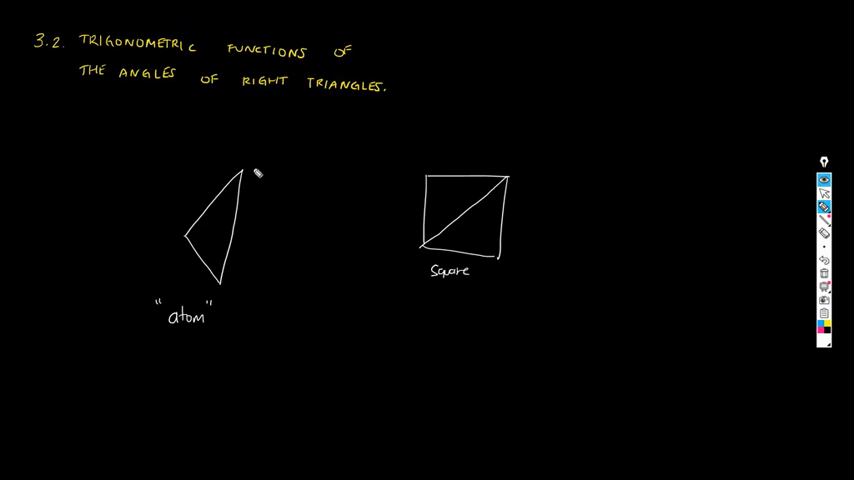 3.2. TRIGONOMETRIC FUNCTIONS OF
THE ANGLES OF RIGHT TRIANGLES.
"atom"
square